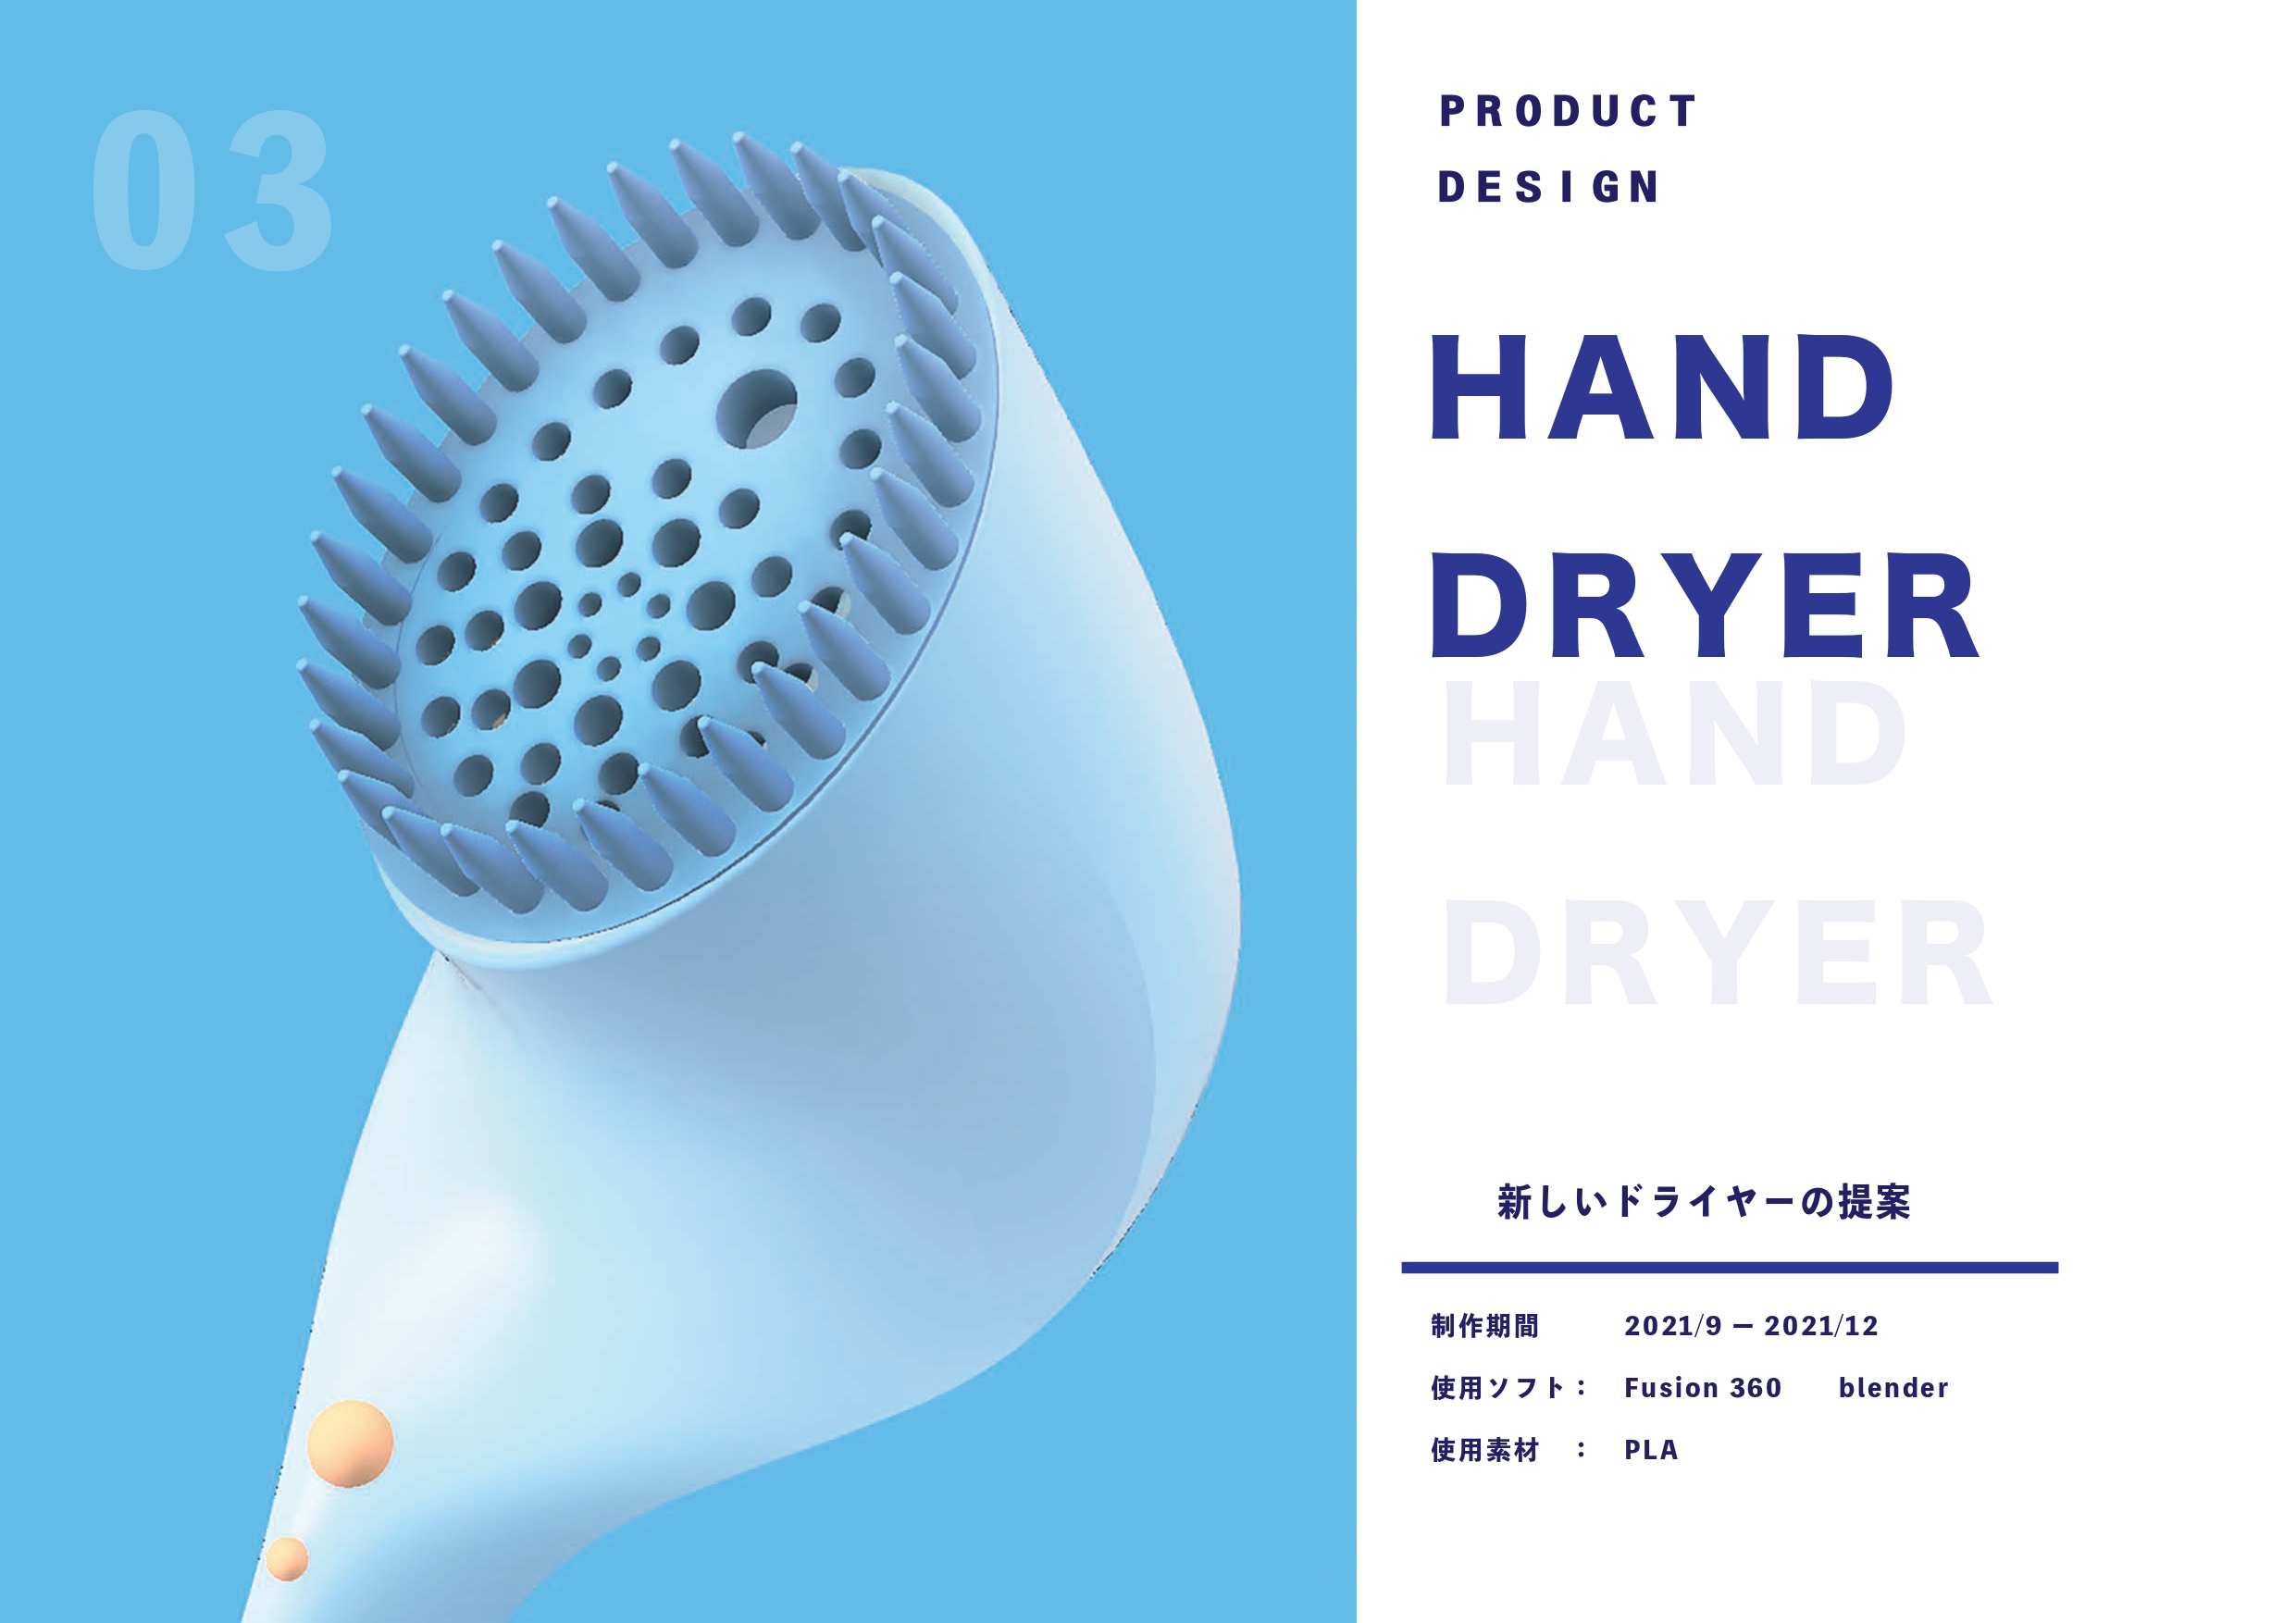 03
PRODUCT
DESIGN
HAND
DRYER
HAND
DRYER
新しいドライヤーの提案
制作期間 2021/9 ー 2021/12
使用ソフト： Fusion 360 blender
使用素材 ： PLA